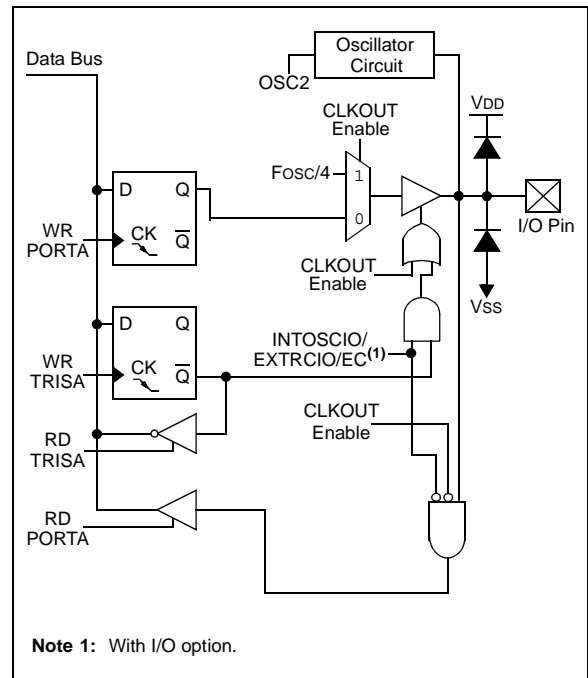 Data Bus
Oscillator
Circuit
OSC2
CLKOUT
Enable
VDD
FOSC/4
1
0
D
Q
CK
Q
WR
PORTA
I/O Pin
CLKOUT
Enable
VSS
D
Q
CK
Q
WR
TRISA
INTOSCIO/
EXTRCIO/EC(1)
RD
TRISA
CLKOUT
Enable
RD
PORTA
Note 1: With I/O option.